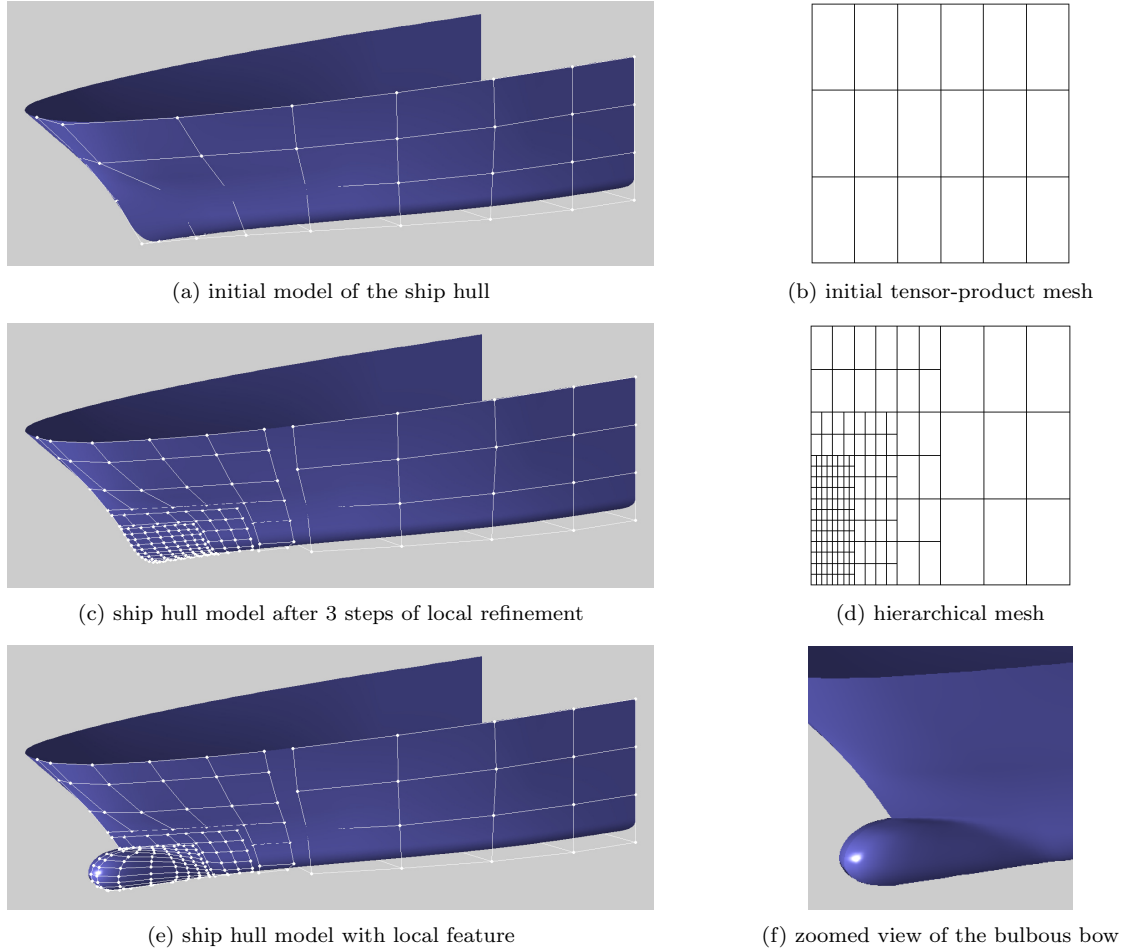 (a) initial model of the ship hull
(b) initial tensor-product mesh
(c) ship hull model after 3 steps of local refinement
(d) hierarchical mesh
(e) ship hull model with local feature
(f) zoomed view of the bulbous bow